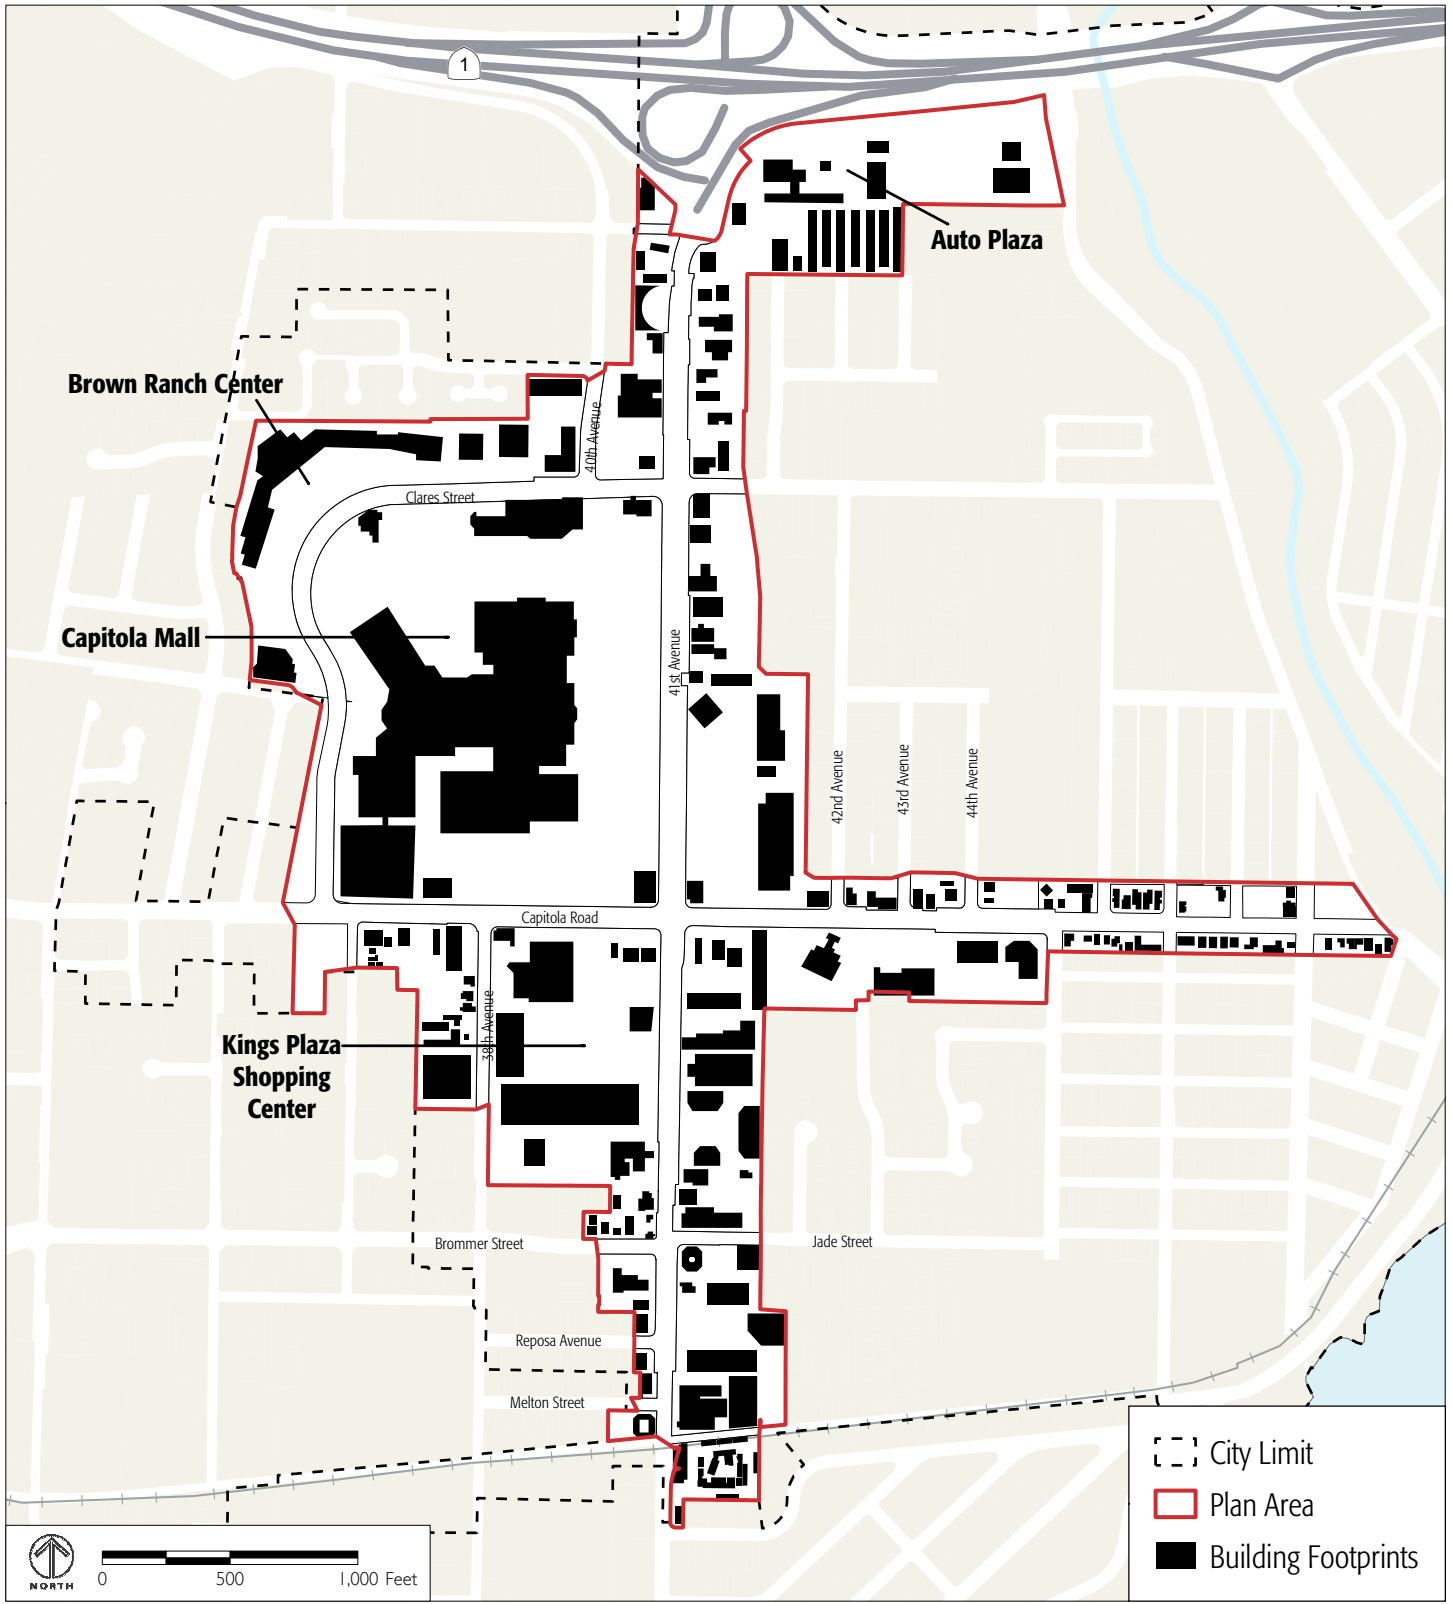 1
Auto Plaza
Brown Ranch Center
40th Avenue
Clares Street
Capitola Mall
41st Avenue
42nd Avenue
43rd Avenue
44th Avenue
Capitola Road
38th Avenue
Kings Plaza
Shopping
Center
Brommer Street
Jade Street
Reposa Avenue
Melton Street
City Limit
Plan Area
Building Footprints
NORTH
0 500 1,000 Feet